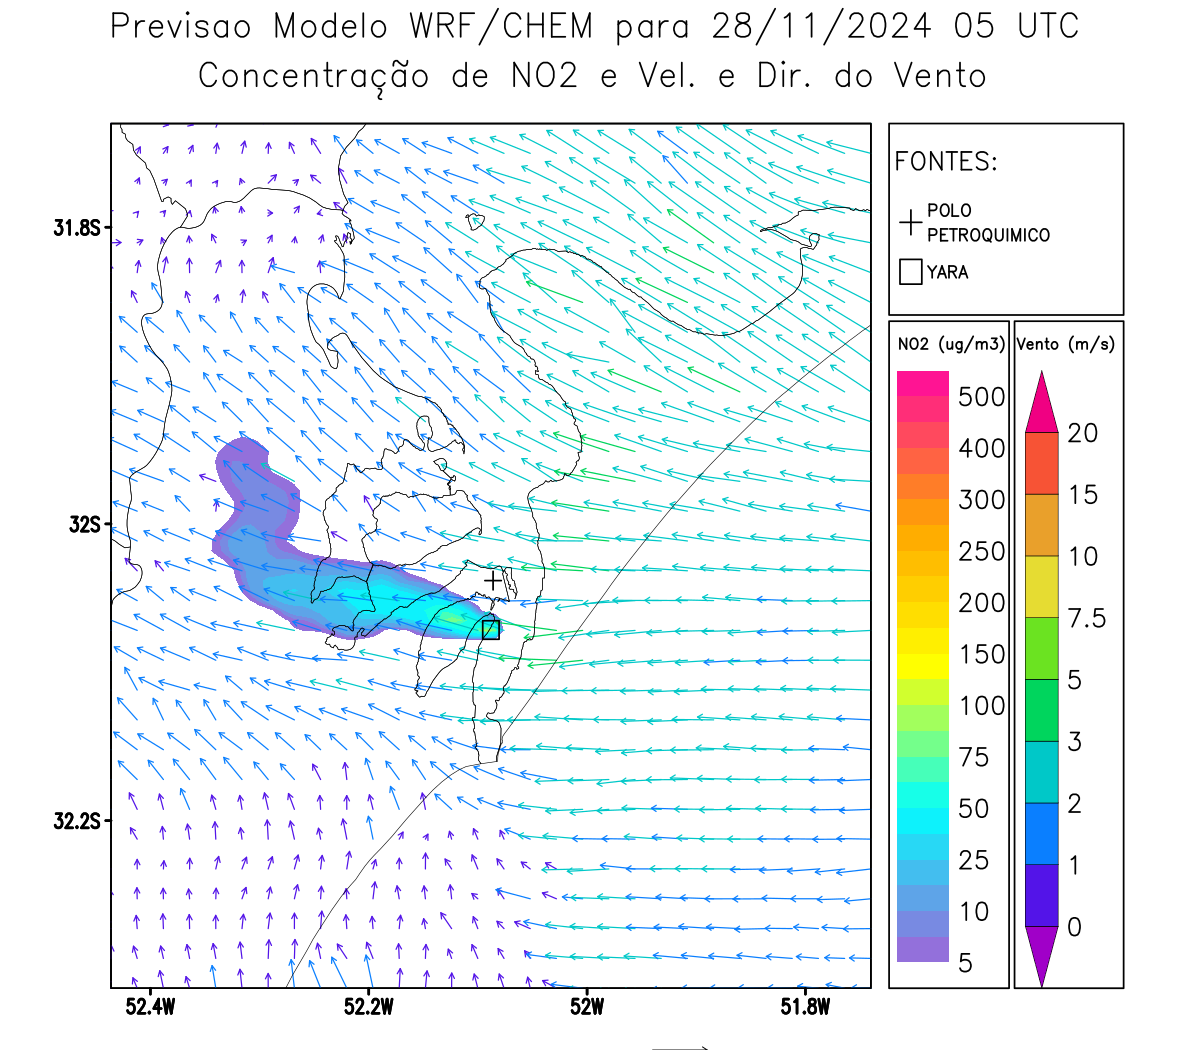 Previsao Modelo WRF/CHEM para 28/11/2024 05 UTC
Concentração de NO2 e Vel. e Dir. do Vento
FONTES:
POLO
PETROQUIMICO
YARA
NO2 (ug/m3)
500
400
300
250
200
150
100
75
50
25
10
5
Vento (m/s)
20
15
10
7.5
5
3
2
1
0
31.8S
32S
32.2S
52.4W
52.2W
52W
51.8W